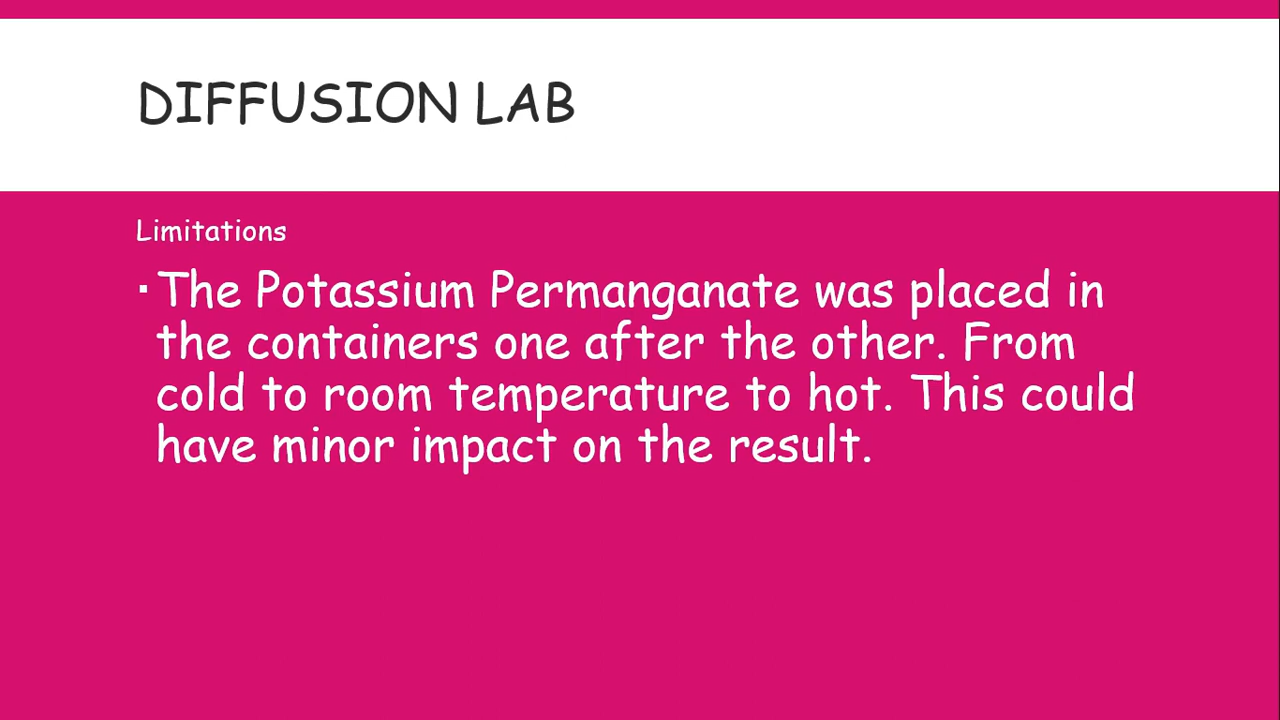 DIFFUSION LAB
Limitations
▪The Potassium Permanganate was placed in
the containers one after the other. From
cold to room temperature to hot. This could
have minor impact on the result.